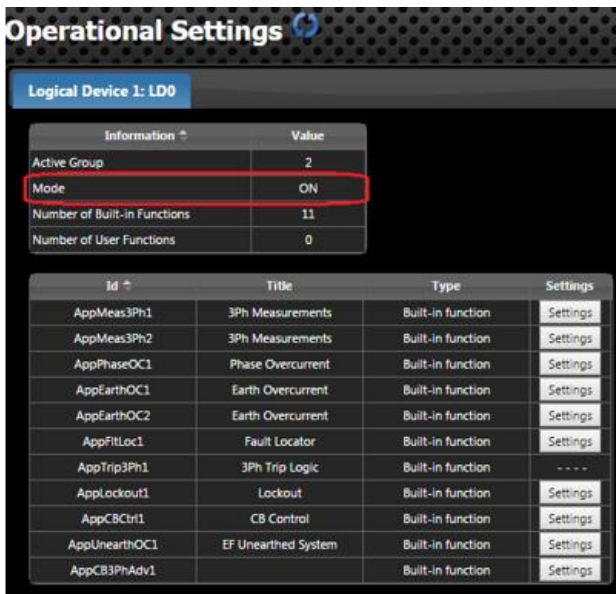 Operational Settings
Logical Device 1: LD0
Information Value
Active Group 2
Mode ON
Number of Built-in Functions 11
Number of User Functions 0
Id Title Type Settings
AppMeas3Ph1 3Ph Measurements Built-in function Settings
AppMeas3Ph2 3Ph Measurements Built-in function Settings
AppPhaseOC1 Phase Overcurrent Built-in function Settings
AppEarthOC1 Earth Overcurrent Built-in function Settings
AppEarthOC2 Earth Overcurrent Built-in function Settings
AppFltLoc1 Fault Locator Built-in function Settings
AppTrip3Ph1 3Ph Trip Logic Built-in function - - - -
AppLockout1 Lockout Built-in function Settings
AppCBCtrl1 CB Control Built-in function Settings
AppUnearthOC1 EF Unearthed System Built-in function Settings
AppCB3PhAdv1 Built-in function Settings